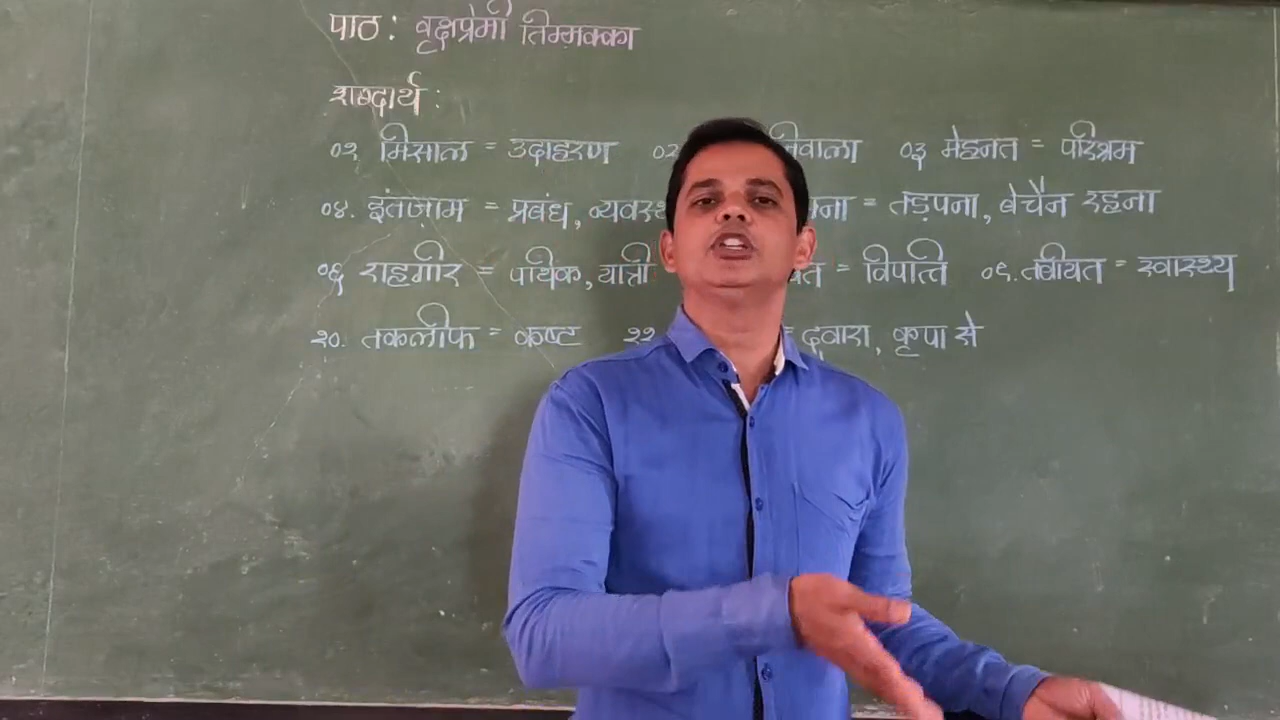 पाठ : वृक्षप्रेमी तिम्मक्का
शब्दार्थ :
०१. मिसाल = उदाहरण ०२ ०३ मेहनत = परिश्रम
०४. इंतज़ाम = प्रबंध, = तड़पना, बेचैन रहना
०६ राहगीर = पथिक, यात्री = विपत्ति ०९. तबीयत = स्वास्थ्य
१०. तकलीफ = कष्ट ११ = द्वारा, कृपा से